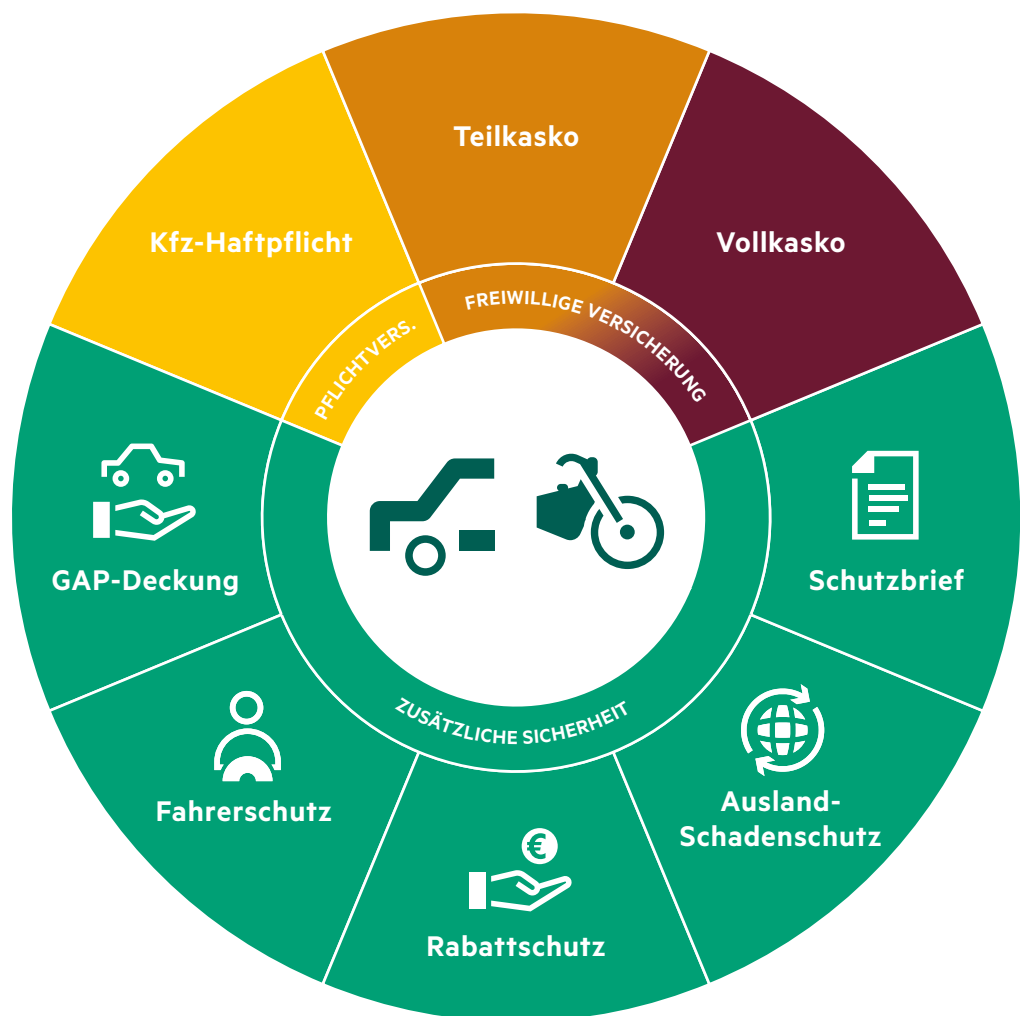 Teilkasko
Kfz-Haftpflicht
Vollkasko
PFLICHTVERS.
FREIWILLIGE VERSICHERUNG
GAP-Deckung
Schutzbrief
ZUSÄTZLICHE SICHERHEIT
Fahrerschutz
Ausland-
Schadenschutz
€
Rabattschutz